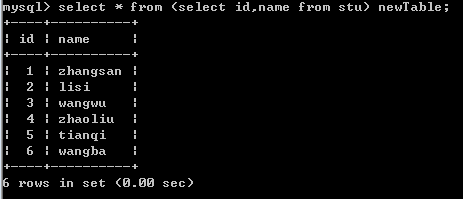 mysql> select * from (select id,name from stu) newTable;
+----+----------+
| id | name     |
+----+----------+
|  1 | zhangsan |
|  2 | lisi     |
|  3 | wangwu   |
|  4 | zhaoliu  |
|  5 | tianqi   |
|  6 | wangba   |
+----+----------+
6 rows in set (0.00 sec)